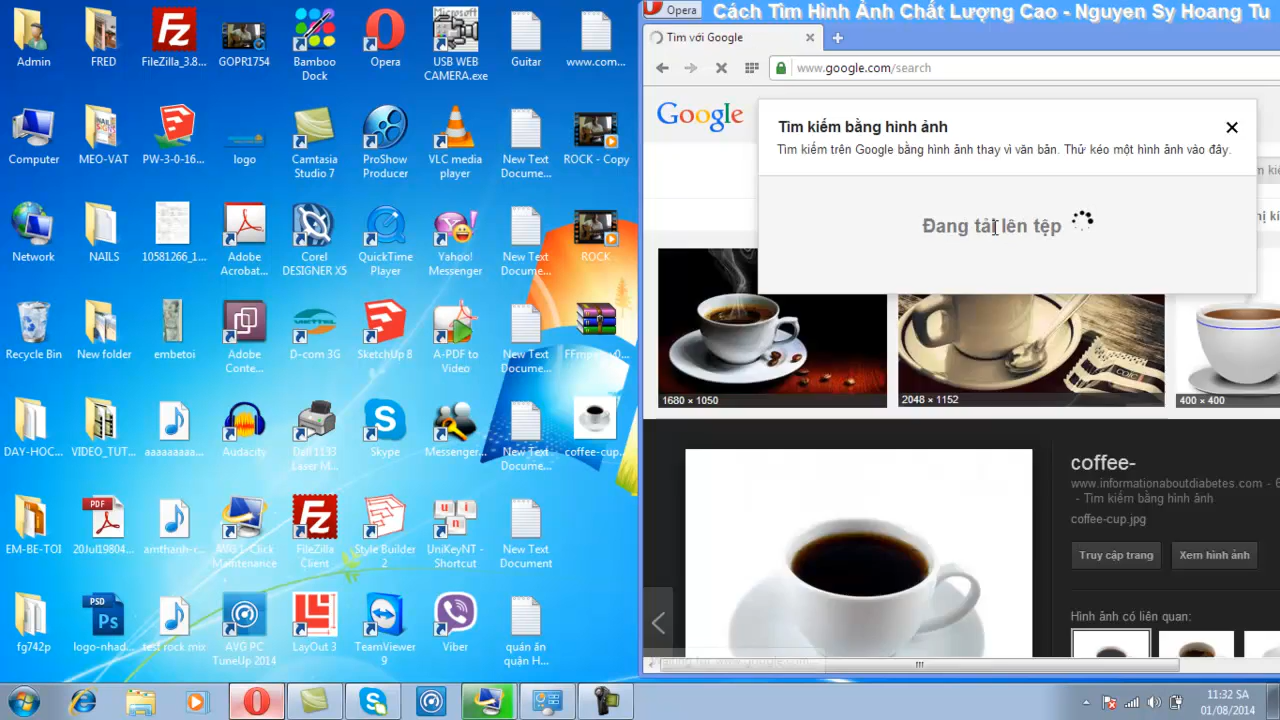 Cách Tìm Hình Ảnh Chất Lượng Cao - Nguyen Sy Hoang Tu
Admin
FRED
FileZilla_3.8...
GOPR1754
Bamboo
Dock
Opera
USB WEB
CAMERA.exe
Guitar
www.com...
Computer
MEO-VAT
PW-3-0-16...
logo
Camtasia
Studio 7
ProShow
Producer
VLC media
player
New Text
Docume...
ROCK - Copy
Network
NAILS
10581266_1...
Adobe
Acrobat...
Corel
DESIGNER X5
QuickTime
Player
Yahoo!
Messenger
New Text
Docume...
ROCK
Recycle Bin
New folder
embetoi
Adobe
Conte...
D-com 3G
SketchUp 8
A-PDF to
Video
New Text
Docume...
DAY-HOC...
VIDEO_TUT...
aaaaaaaaa...
Audacity
Dell 1133
Laser M...
Skype
Messenger...
New Text
Docume...
coffee-cup...
EM-BE-TOI
20Jul19804...
amthanh-c...
AVG 1-Click
Maintenance
FileZilla
Client
Style Builder
2
UniKeyNT -
Shortcut
New Text
Document
fg742p
logo-nhad...
test rock mix
AVG PC
TuneUp 2014
LayOut 3
TeamViewer
9
Viber
quán ăn
quận H...
Opera
Tìm với Google
www.google.com/search
Google
Tìm kiếm bằng hình ảnh
Tìm kiếm trên Google bằng hình ảnh thay vì văn bản. Thử kéo một hình ảnh vào đây.
Đang tải lên tệp
1680 × 1050
2048 × 1152
400 × 400
coffee-
www.informationaboutdiabetes.com - 6
- Tìm kiếm bằng hình ảnh
coffee-cup.jpg
Truy cập trang
Xem hình ảnh
Hình ảnh có liên quan:
11:32 SA
01/08/2014